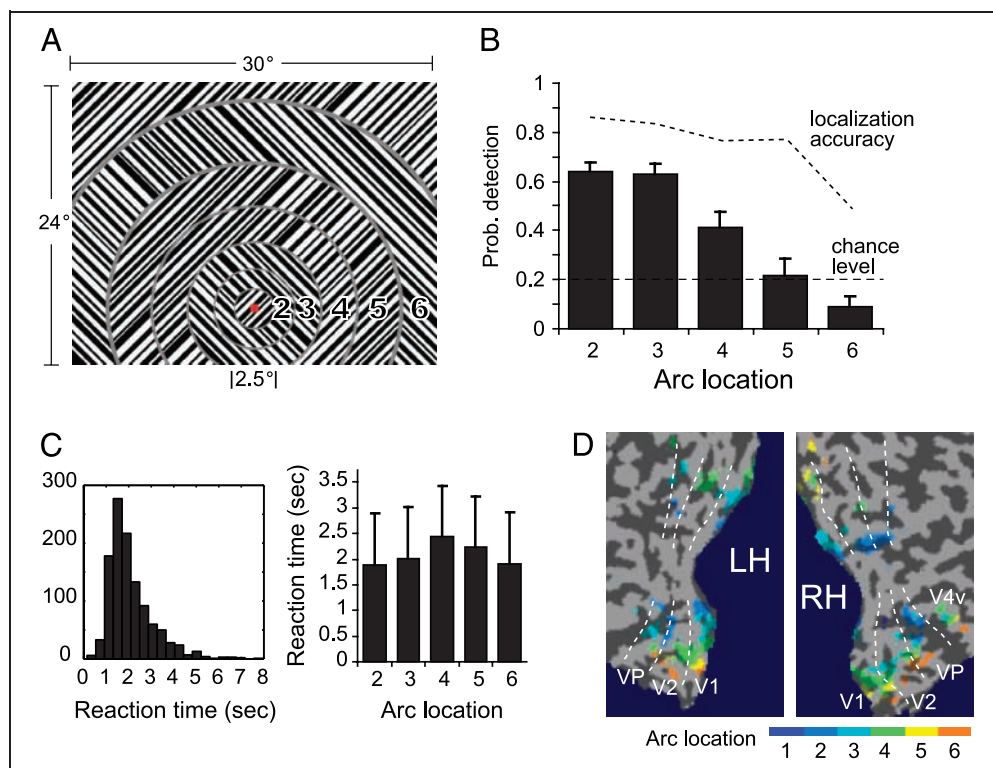 A
30°
24°
2 3 4 5 6
|2.5°|
B
Prob. detection
1
0.8
0.6
0.4
0.2
0
localization
accuracy
chance
level
2 3 4 5 6
Arc location
C
300
200
100
0
0 1 2 3 4 5 6 7 8
Reaction time (sec)
Reaction time (sec)
3.5
3
2.5
2
1.5
1
0.5
0
2 3 4 5 6
Arc location
D
LH
RH
V4v
VP
V2
V1
VP
V1
V2
Arc location
1 2 3 4 5 6